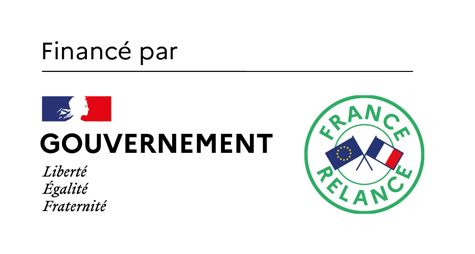 Financé par
GOUVERNEMENT
Liberté
Égalité
Fraternité
FRANCE
RELANCE